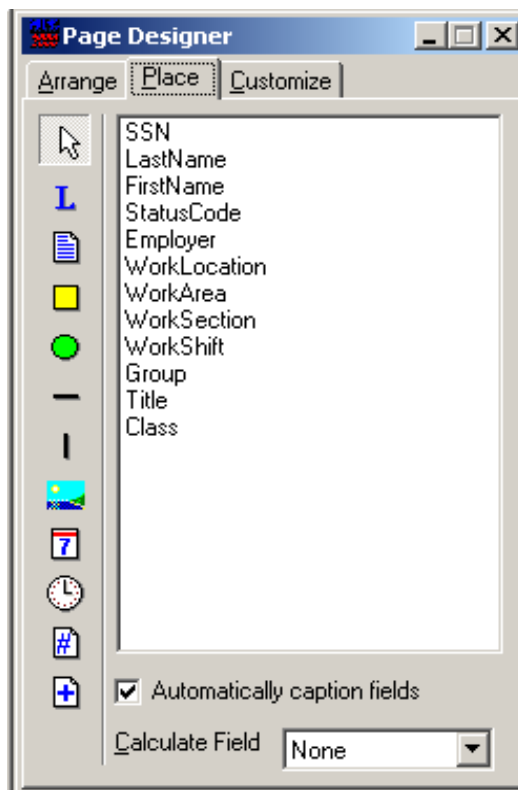 Page Designer
Arrange Place Customize
SSN
L
LastName
FirstName
StatusCode
Employer
WorkLocation
WorkArea
WorkSection
WorkShift
Group
Title
Class
7
#
Automatically caption fields
Calculate Field None